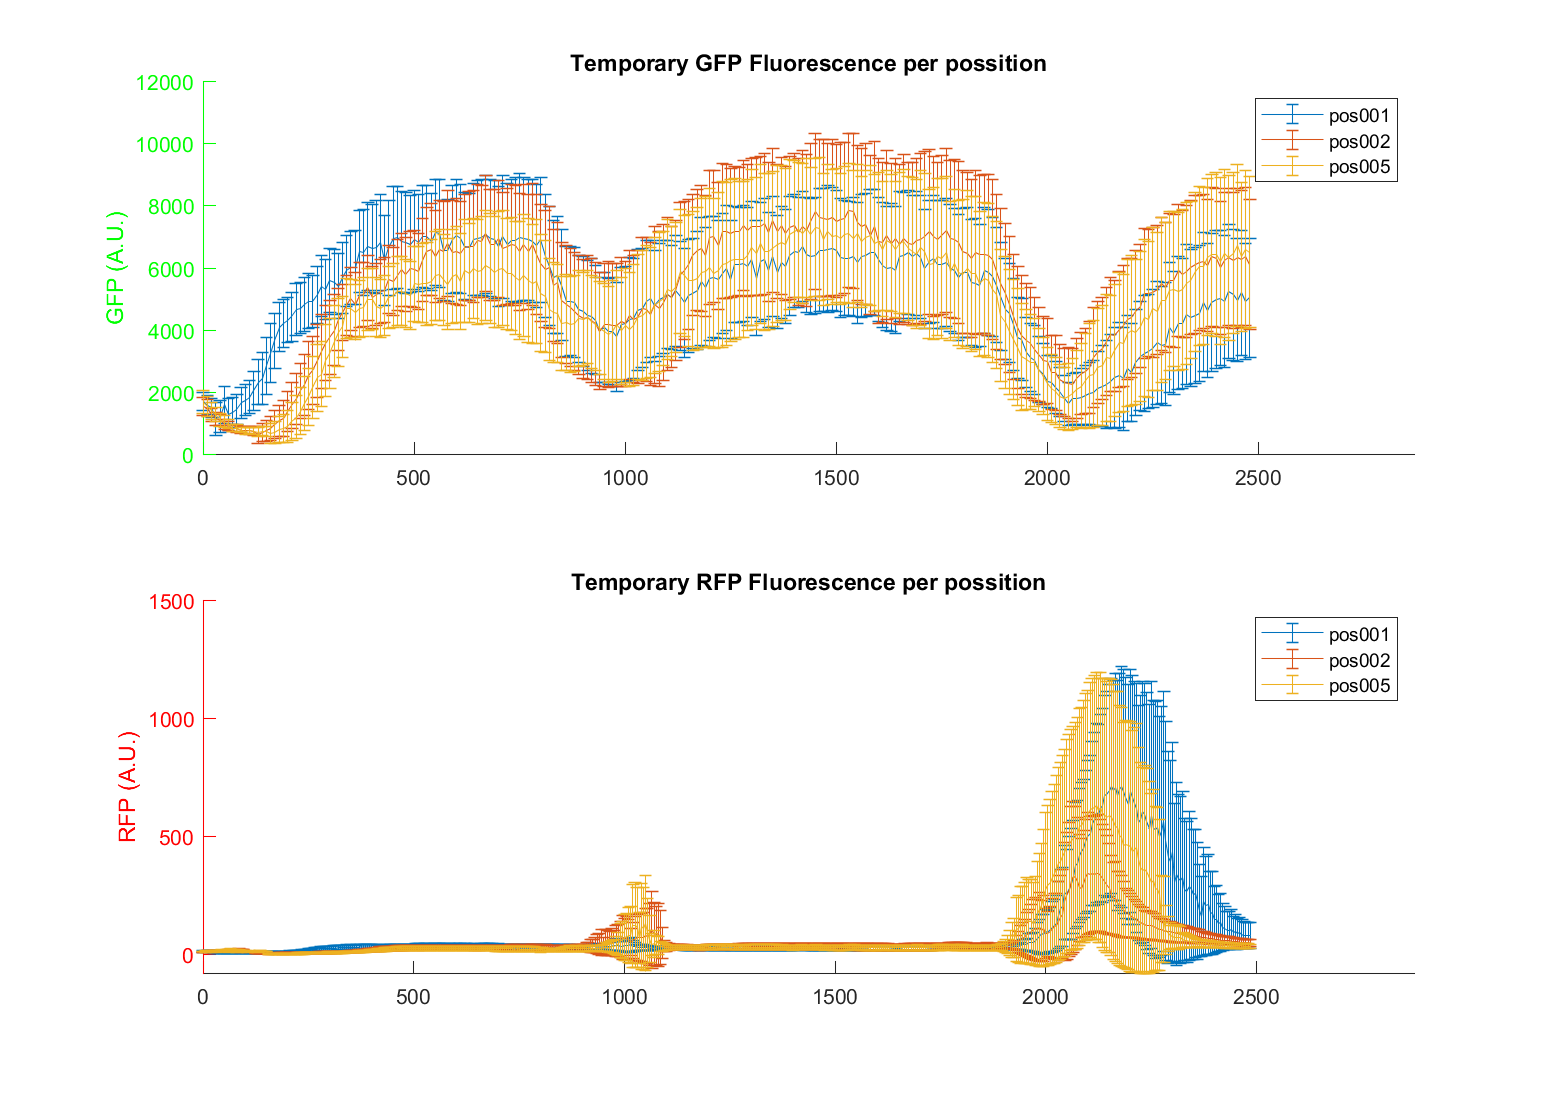 Temporary GFP Fluorescence per possition
12000
10000
8000
6000
4000
2000
0
GFP (A.U.)
pos001
pos002
pos005
0 500 1000 1500 2000 2500
Temporary RFP Fluorescence per possition
1500
1000
500
0
RFP (A.U.)
pos001
pos002
pos005
0 500 1000 1500 2000 2500